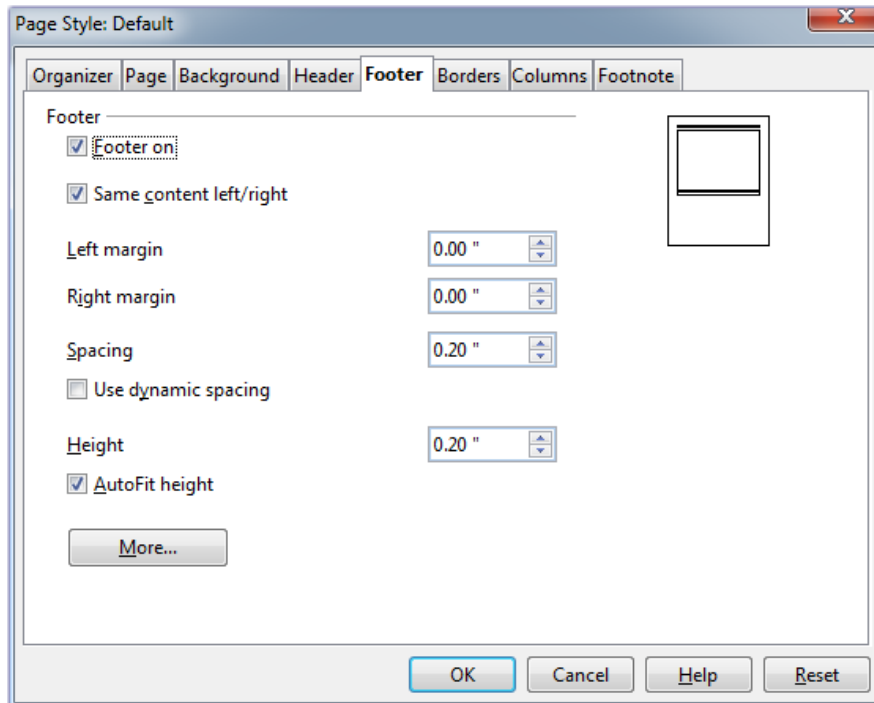 Page Style: Default
X
Organizer Page Background Header Footer Borders Columns Footnote
Footer
Footer on
Same content left/right
Left margin 0.00 "
Right margin 0.00 "
Spacing 0.20 "
Use dynamic spacing
Height 0.20 "
AutoFit height
More...
OK Cancel Help Reset